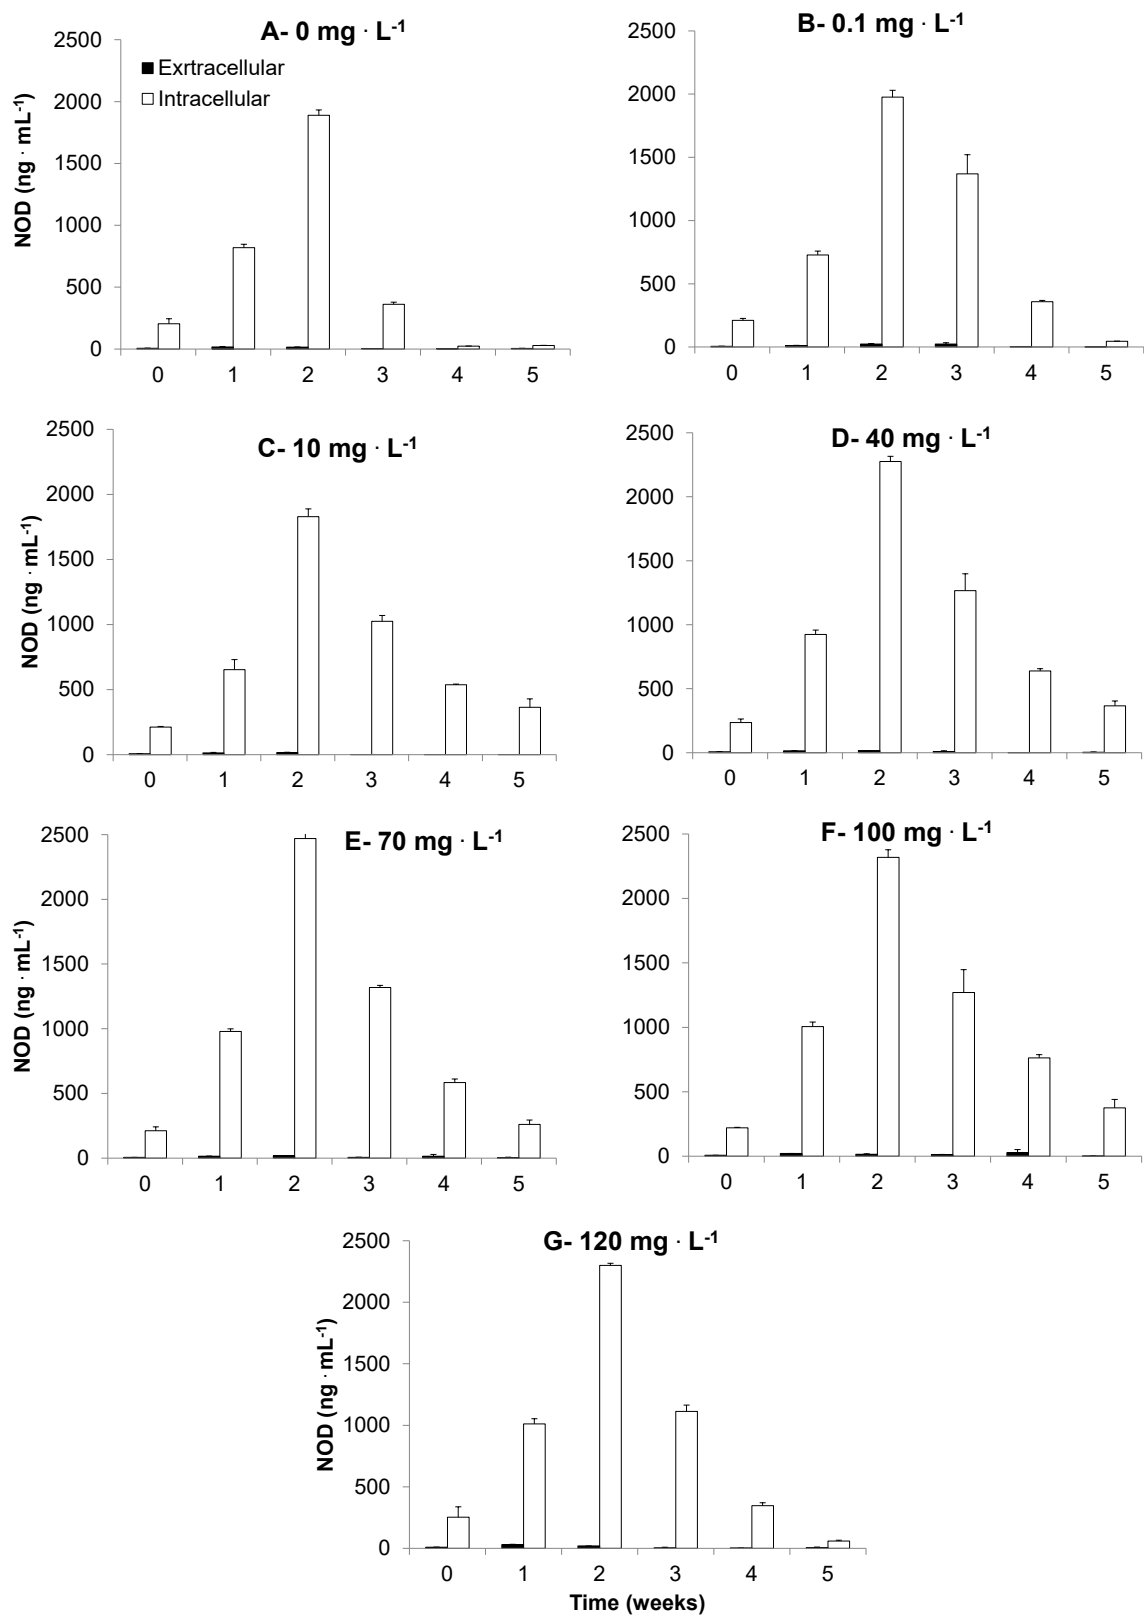 A- 0 mg · L-1
B- 0.1 mg · L-1
Exrtracellular
Intracellular
NOD (ng · mL-1)
2500
2000
1500
1000
500
0
0 1 2 3 4 5
2500
2000
1500
1000
500
0
0 1 2 3 4 5
C- 10 mg · L-1
D- 40 mg · L-1
NOD (ng · mL-1)
2500
2000
1500
1000
500
0
0 1 2 3 4 5
2500
2000
1500
1000
500
0
0 1 2 3 4 5
E- 70 mg · L-1
F- 100 mg · L-1
NOD (ng · mL-1)
2500
2000
1500
1000
500
0
0 1 2 3 4 5
2500
2000
1500
1000
500
0
0 1 2 3 4 5
G- 120 mg · L-1
NOD (ng · mL-1)
2500
2000
1500
1000
500
0
0 1 2 3 4 5
Time (weeks)